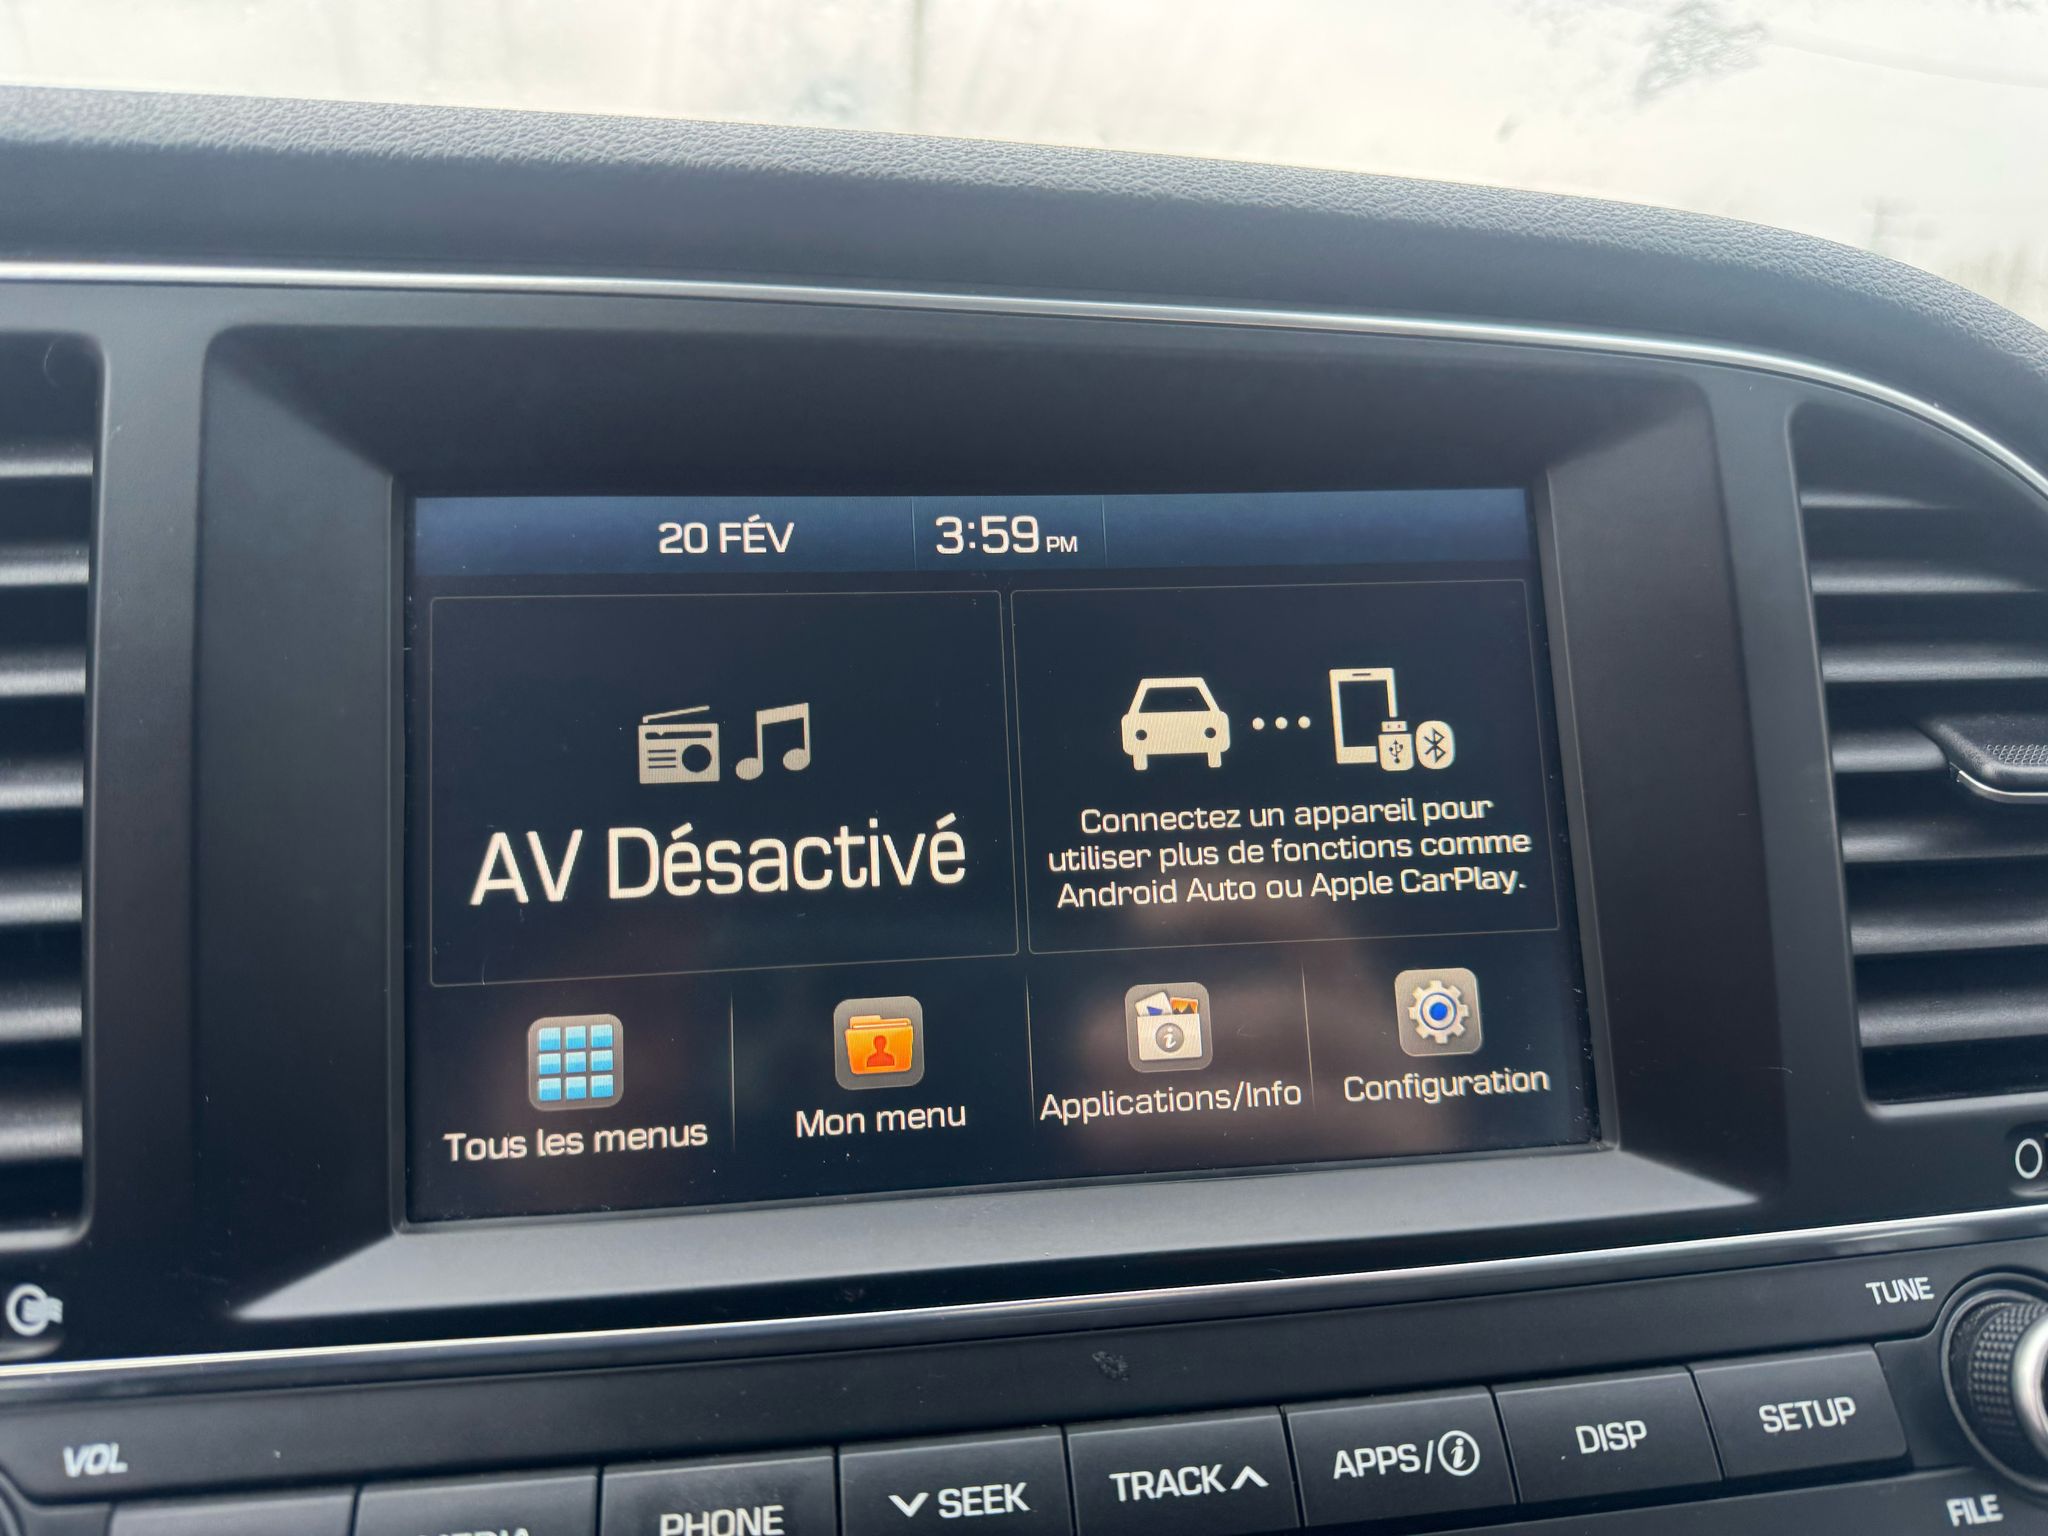 20 FÉV
3:59 PM
AV Désactivé
Connectez un appareil pour
utiliser plus de fonctions comme
Android Auto ou Apple CarPlay.
Tous les menus
Mon menu
Applications/Info
Configuration
TUNE
VOL
PHONE
SEEK
TRACK
APPS/i
DISP
SETUP
FILE